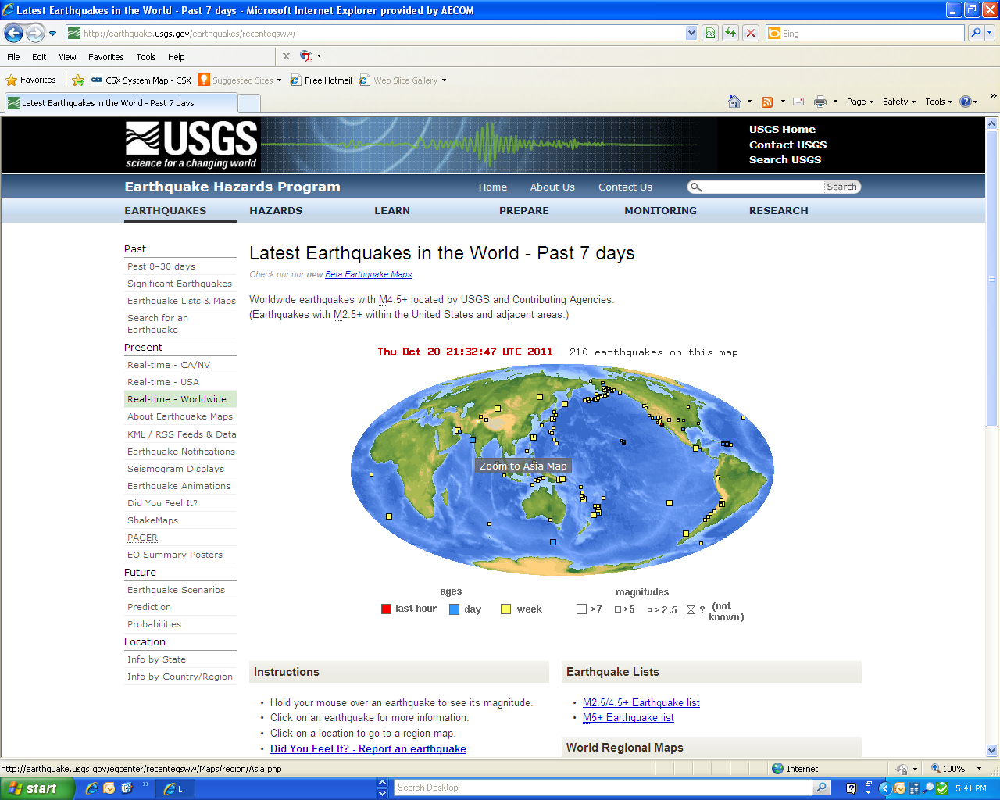 Latest Earthquakes in the World - Past 7 days - Microsoft Internet Explorer provided by AECOM
http://earthquake.usgs.gov/earthquakes/recenteqsww/
Bing
File Edit View Favorites Tools Help
Favorites CSX CSX System Map - CSX Suggested Sites Free Hotmail Web Slice Gallery
Latest Earthquakes in the World - Past 7 days
Page Safety Tools
USGS
science for a changing world
USGS Home
Contact USGS
Search USGS
Earthquake Hazards Program
Home About Us Contact Us Search
EARTHQUAKES HAZARDS LEARN PREPARE MONITORING RESEARCH
Past
Past 8–30 days
Significant Earthquakes
Earthquake Lists & Maps
Search for an
Earthquake
Present
Real-time - CA/NV
Real-time - USA
Real-time - Worldwide
About Earthquake Maps
KML / RSS Feeds & Data
Earthquake Notifications
Seismogram Displays
Earthquake Animations
Did You Feel It?
ShakeMaps
PAGER
EQ Summary Posters
Future
Earthquake Scenarios
Prediction
Probabilities
Location
Info by State
Info by Country/Region
Latest Earthquakes in the World - Past 7 days
Check our our new Beta Earthquake Maps.
Worldwide earthquakes with M4.5+ located by USGS and Contributing Agencies.
(Earthquakes with M2.5+ within the United States and adjacent areas.)
Thu Oct 20 21:32:47 UTC 2011 210 earthquakes on this map
Zoom to Asia Map
ages magnitudes
last hour day week >7 >5 >2.5 ? (not
known)
Instructions
• Hold your mouse over an earthquake to see its magnitude.
• Click on an earthquake for more information.
• Click on a location to go to a region map.
• Did You Feel It? - Report an earthquake
Earthquake Lists
• M2.5/4.5+ Earthquake list
• M5+ Earthquake list
World Regional Maps
http://earthquake.usgs.gov/eqcenter/recenteqsww/Maps/region/Asia.php
Internet 100%
start L. Search Desktop 5:41 PM